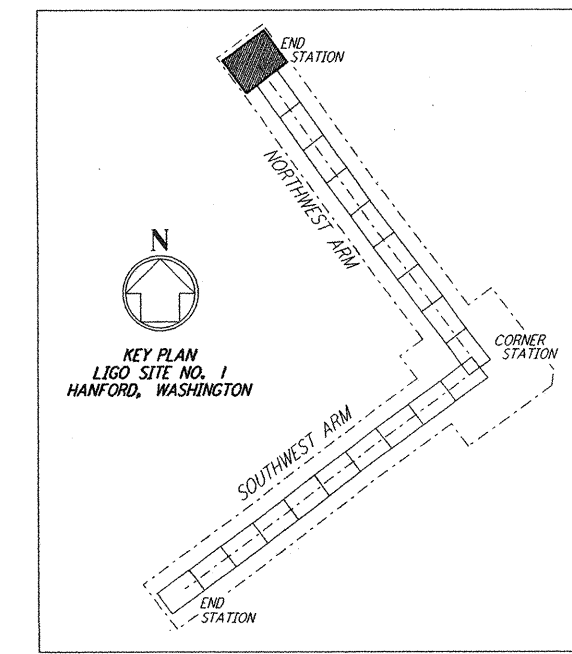 END
STATION
NORTHWEST ARM
N
KEY PLAN
LIGO SITE NO. 1
HANFORD, WASHINGTON
CORNER
STATION
SOUTHWEST ARM
END
STATION